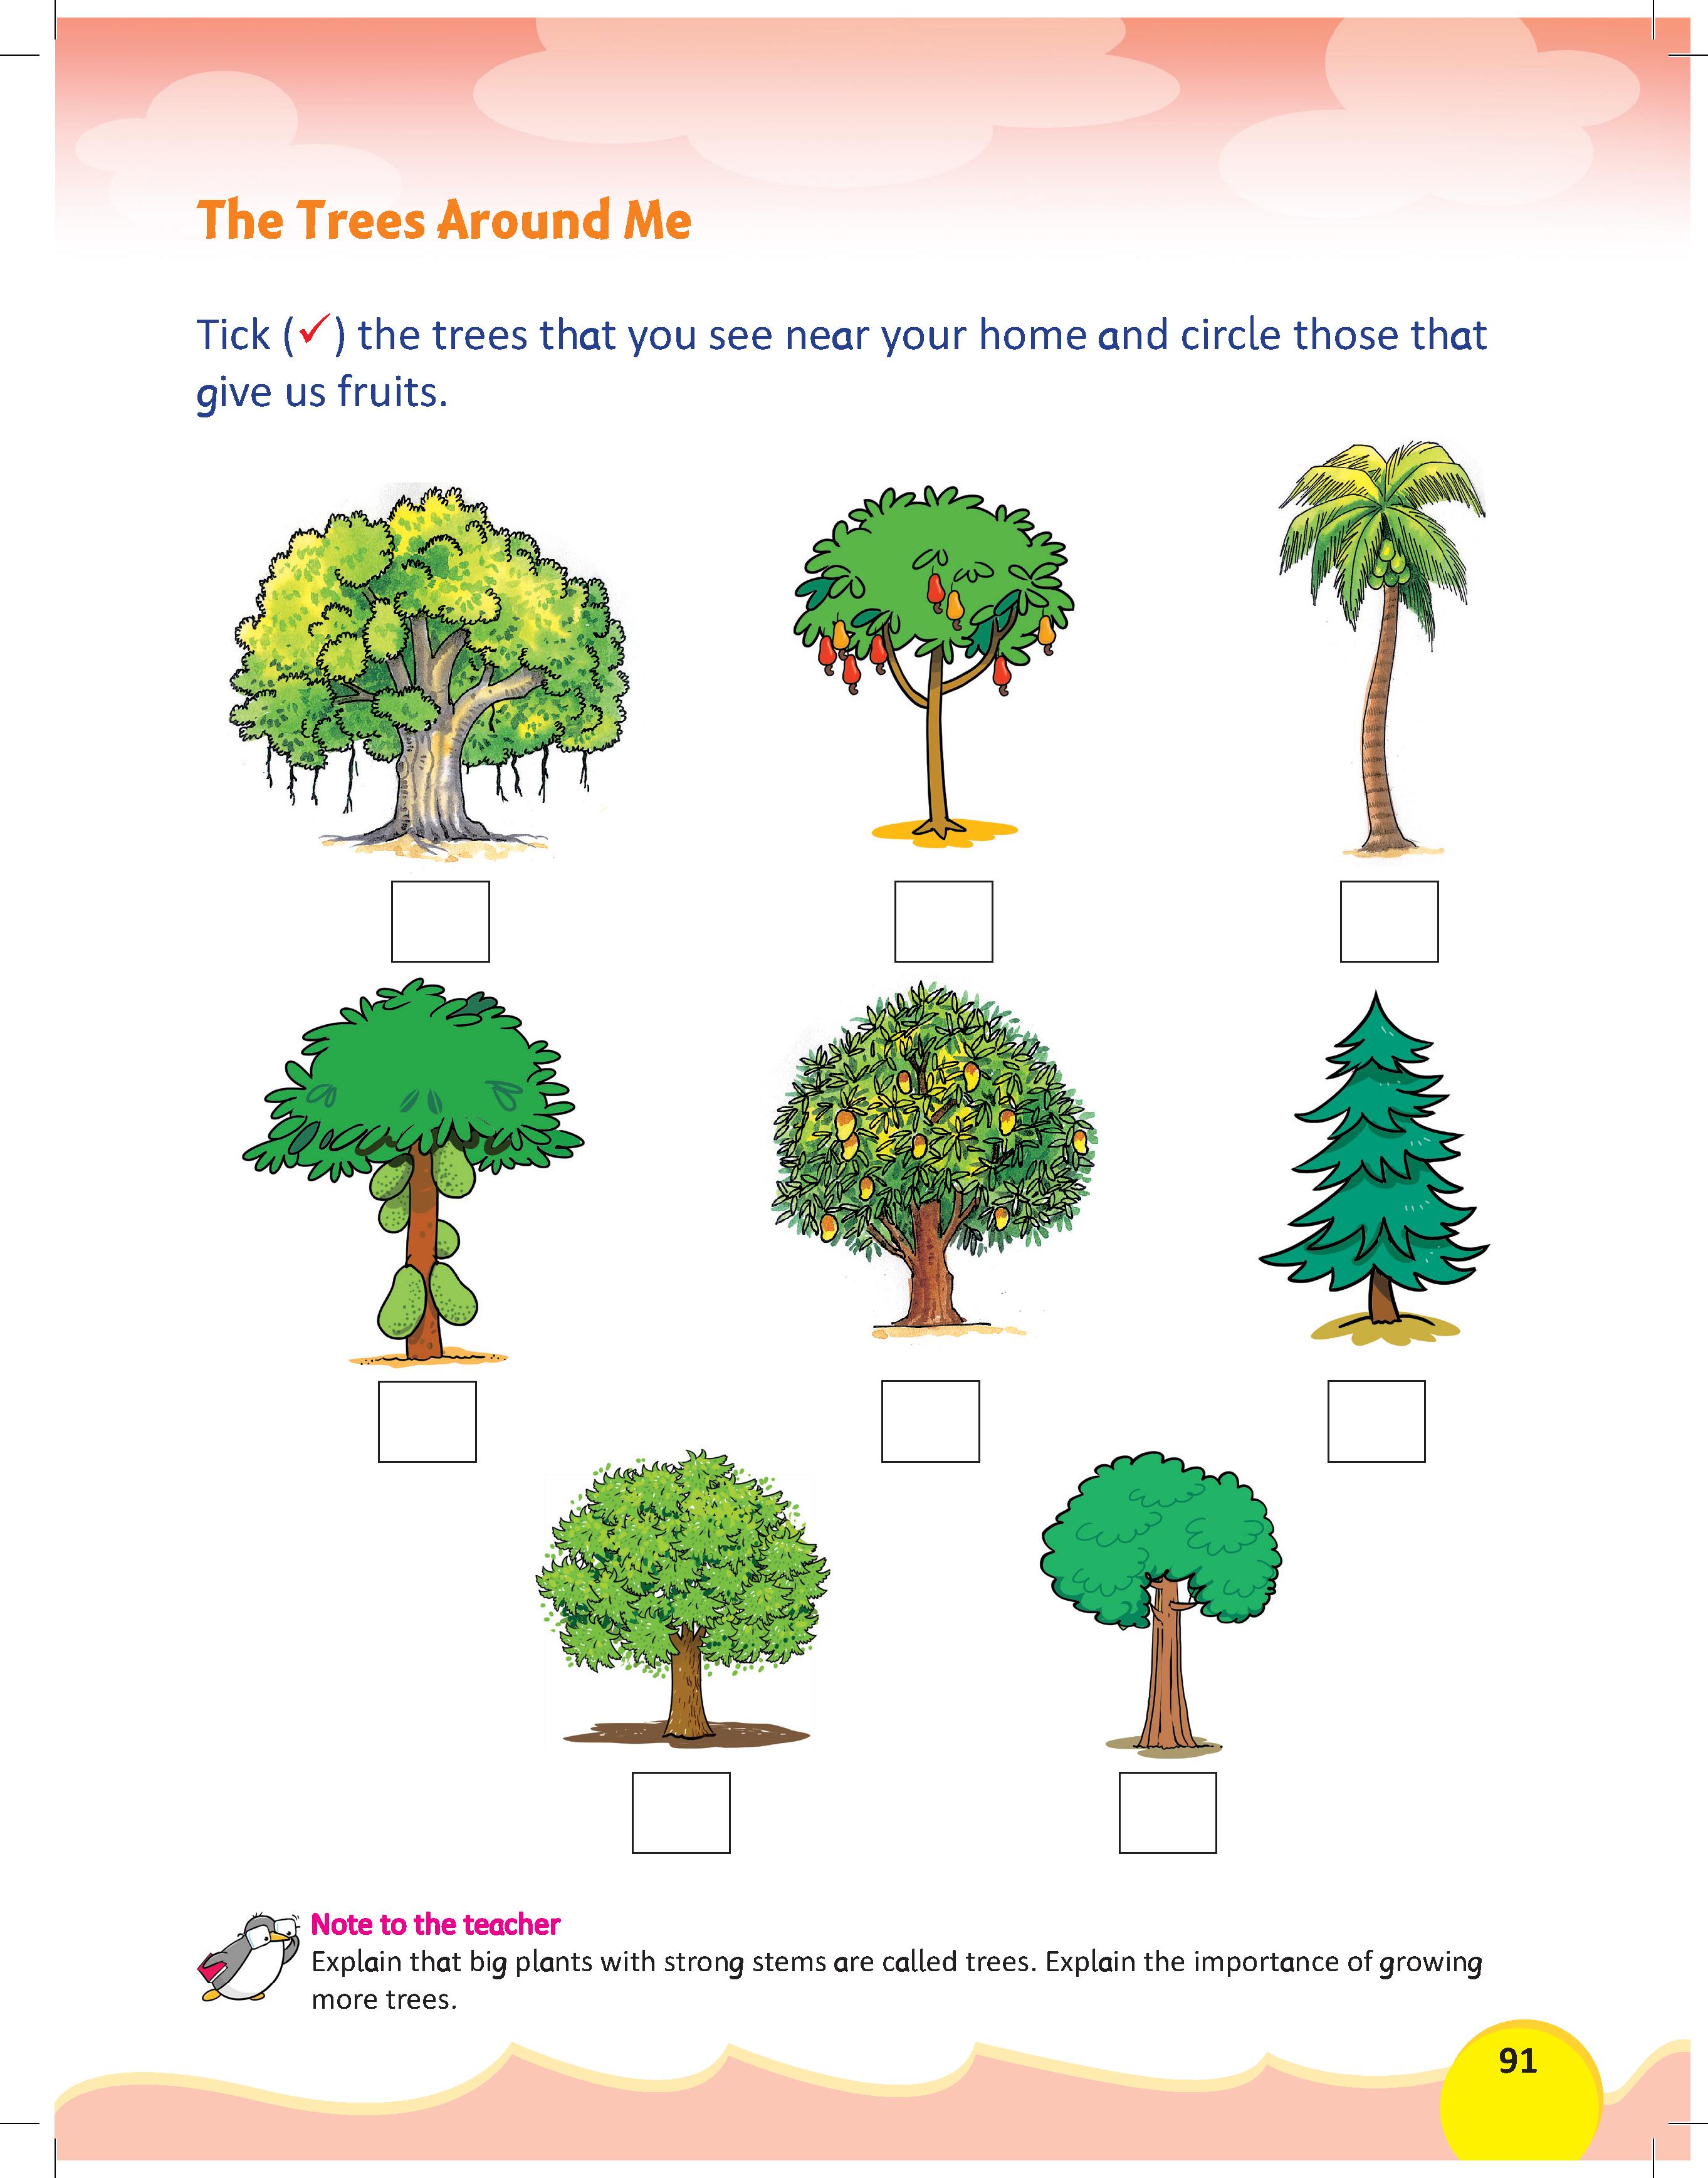 The Trees Around Me
Tick (✓) the trees that you see near your home and circle those that
give us fruits.
Note to the teacher
Explain that big plants with strong stems are called trees. Explain the importance of growing
more trees.
91